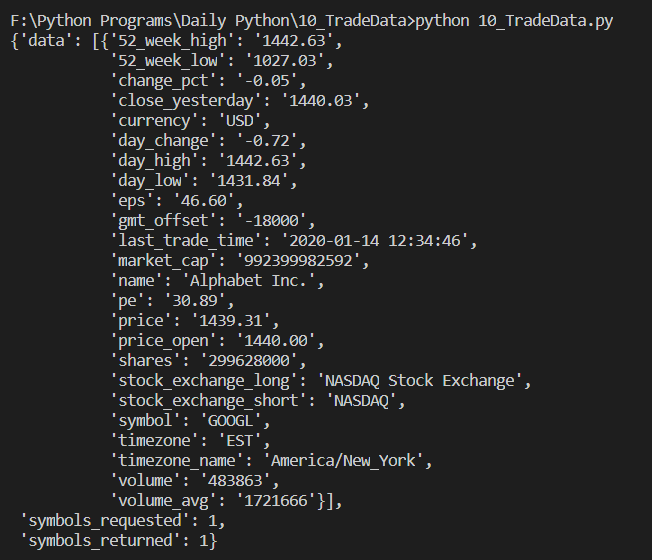 F:\Python Programs\Daily Python\10_TradeData>python 10_TradeData.py
{'data': [{'52_week_high': '1442.63',
'52_week_low': '1027.03',
'change_pct': '-0.05',
'close_yesterday': '1440.03',
'currency': 'USD',
'day_change': '-0.72',
'day_high': '1442.63',
'day_low': '1431.84',
'eps': '46.60',
'gmt_offset': '-18000',
'last_trade_time': '2020-01-14 12:34:46',
'market_cap': '992399982592',
'name': 'Alphabet Inc.',
'pe': '30.89',
'price': '1439.31',
'price_open': '1440.00',
'shares': '299628000',
'stock_exchange_long': 'NASDAQ Stock Exchange',
'stock_exchange_short': 'NASDAQ',
'symbol': 'GOOGL',
'timezone': 'EST',
'timezone_name': 'America/New_York',
'volume': '483863',
'volume_avg': '1721666'}],
'symbols_requested': 1,
'symbols_returned': 1}